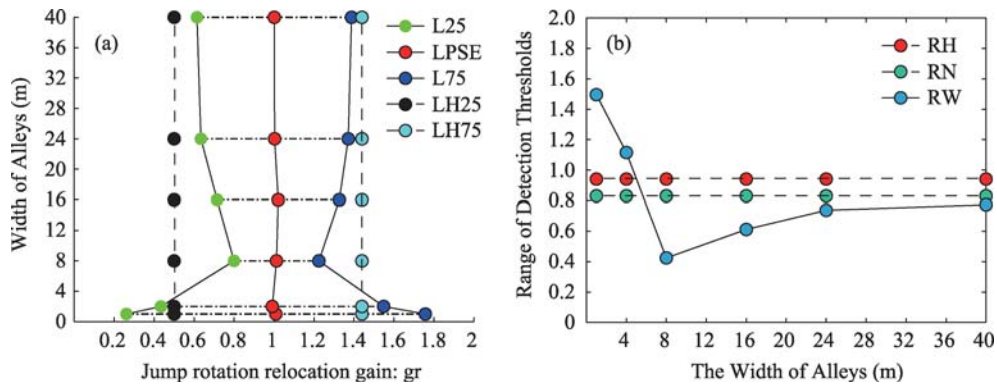 (a)
L25
LPSE
L75
LH25
LH75
Width of Alleys (m)
40
36
32
28
24
20
16
12
8
4
2
0
0.2 0.4 0.6 0.8 1 1.2 1.4 1.6 1.8 2
Jump rotation relocation gain: gr
(b)
RH
RN
RW
Range of Detection Thresholds
2.0
1.8
1.6
1.4
1.2
1.0
0.8
0.6
0.4
0.2
0.0
4 8 12 16 20 24 28 32 36 40
The Width of Alleys (m)